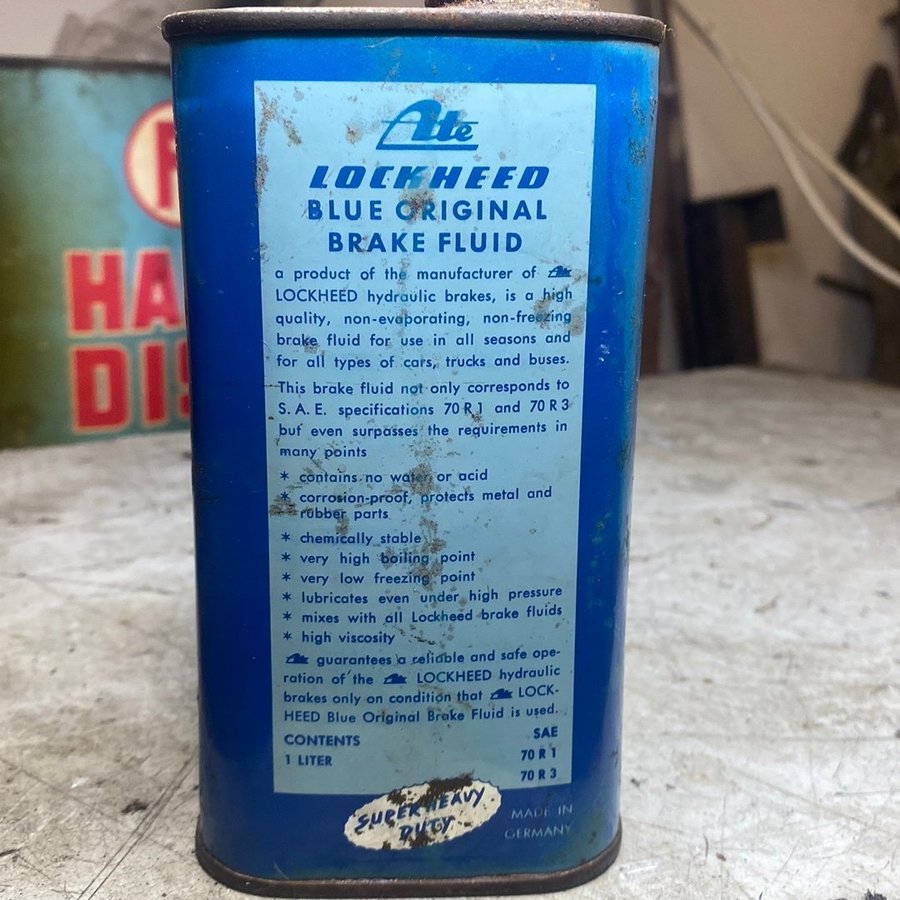 Ate
LOCKHEED
BLUE ORIGINAL
BRAKE FLUID
a product of the manufacturer of Ate
LOCKHEED hydraulic brakes, is a high
quality, non-evaporating, non-freezing
brake fluid for use in all seasons and
for all types of cars, trucks and buses.
This brake fluid not only corresponds to
S. A. E. specifications 70 R 1 and 70 R 3
but even surpasses the requirements in
many points
* contains no water or acid
* corrosion-proof, protects metal and
rubber parts
* chemically stable
* very high boiling point
* very low freezing point
* lubricates even under high pressure
* mixes with all Lockheed brake fluids
* high viscosity
Ate guarantees a reliable and safe ope-
ration of the Ate LOCKHEED hydraulic
brakes only on condition that Ate LOCK-
HEED Blue Original Brake Fluid is used.
CONTENTS SAE
1 LITER 70 R 1
70 R 3
SUPER HEAVY
DUTY
MADE IN
GERMANY
HA
DIS